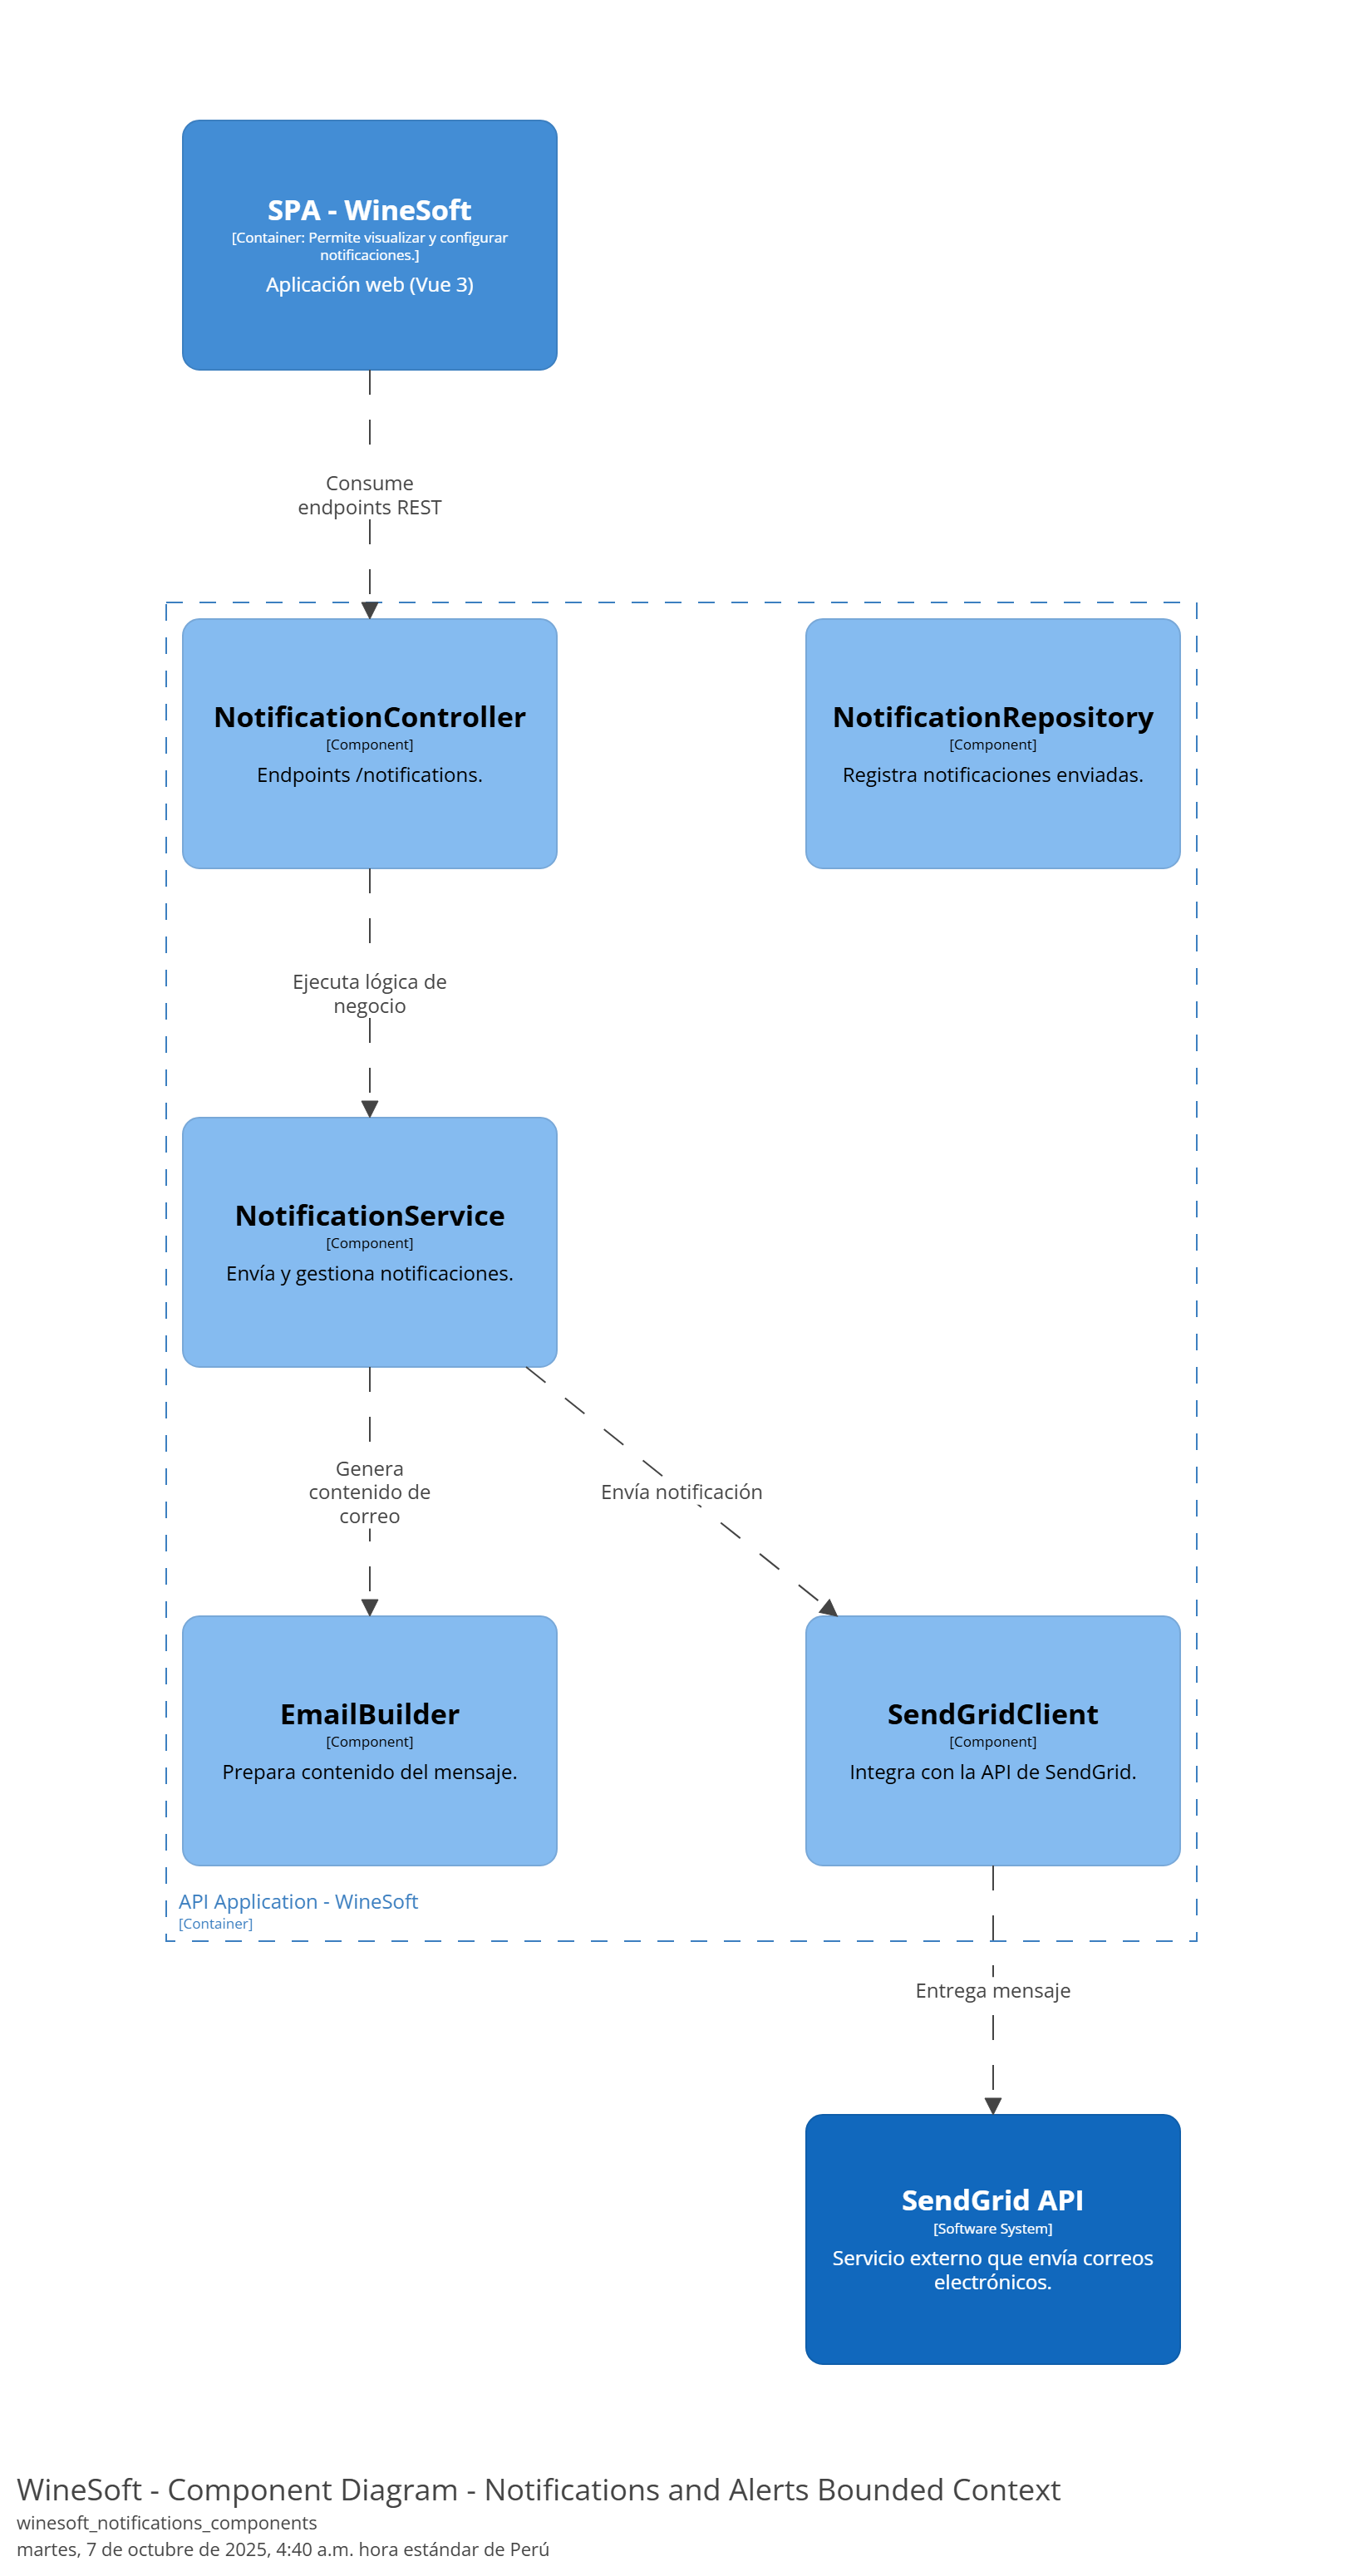 SPA - WineSoft
[Container: Permite visualizar y configurar
notificaciones.]
Aplicación web (Vue 3)
Consume
endpoints REST
NotificationController
[Component]
Endpoints /notifications.
NotificationRepository
[Component]
Registra notificaciones enviadas.
Ejecuta lógica de
negocio
NotificationService
[Component]
Envía y gestiona notificaciones.
Genera
contenido de
correo
Envía notificación
EmailBuilder
[Component]
Prepara contenido del mensaje.
SendGridClient
[Component]
Integra con la API de SendGrid.
API Application - WineSoft
[Container]
Entrega mensaje
SendGrid API
[Software System]
Servicio externo que envía correos
electrónicos.
WineSoft - Component Diagram - Notifications and Alerts Bounded Context
winesoft_notifications_components
martes, 7 de octubre de 2025, 4:40 a.m. hora estándar de Perú